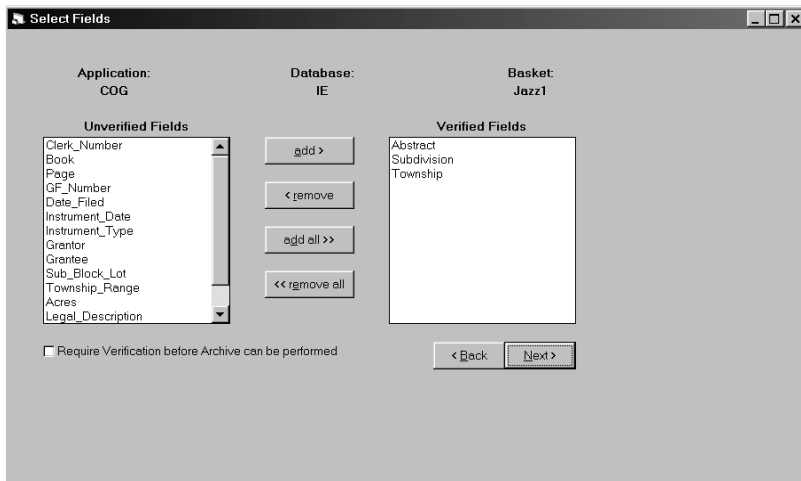 Select Fields
Application: Database: Basket:
COG IE Jazz1
Unverified Fields Verified Fields
Clerk_Number
Book
Page
GF_Number
Date_Filed
Instrument_Date
Instrument_Type
Grantor
Grantee
Sub_Block_Lot
Township_Range
Acres
Legal_Description
add >
< remove
add all >>
<< remove all
Abstract
Subdivision
Township
Require Verification before Archive can be performed
< Back Next >